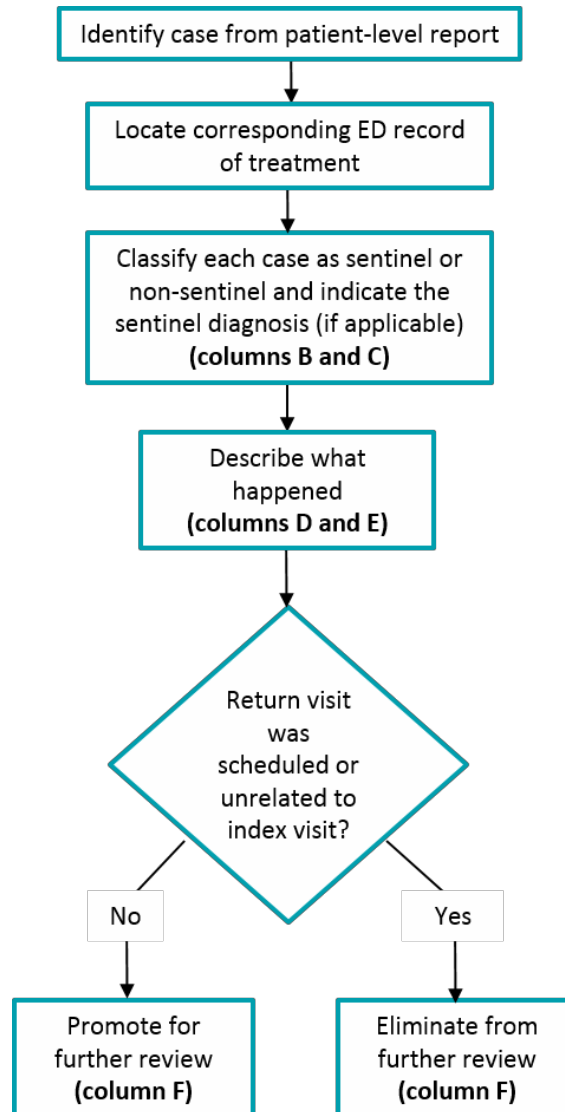 Identify case from patient-level report
Locate corresponding ED record
of treatment
Classify each case as sentinel or
non-sentinel and indicate the
sentinel diagnosis (if applicable)
(columns B and C)
Describe what
happened
(columns D and E)
Return visit
was
scheduled or
unrelated to
index visit?
No
Yes
Promote for
further review
(column F)
Eliminate from
further review
(column F)